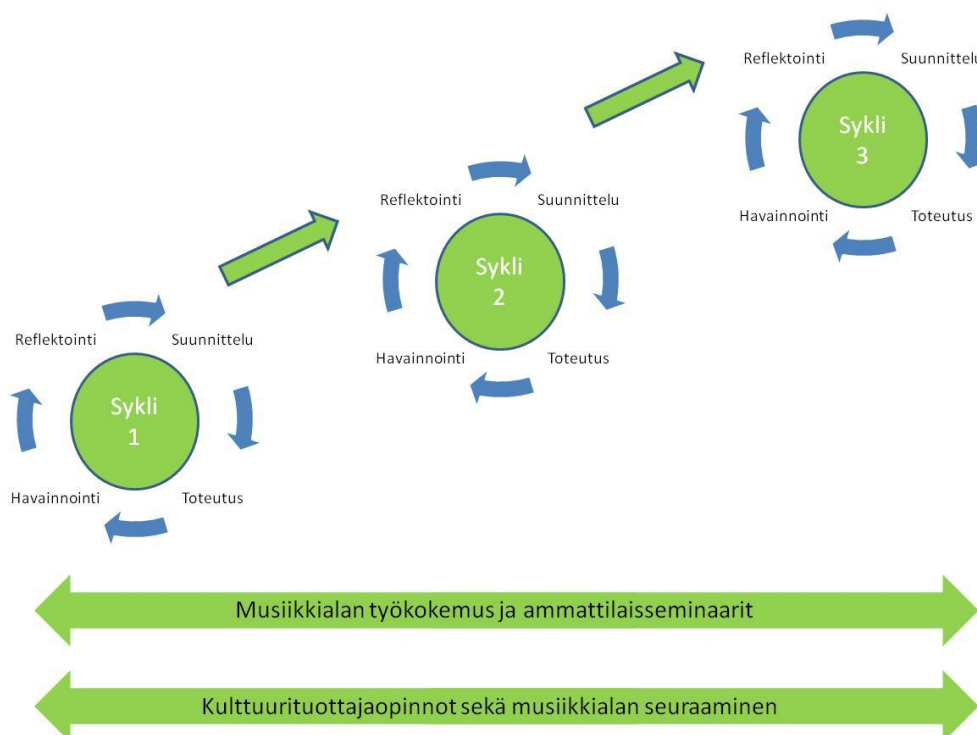 Reflektointi
Suunnittelu
Sykli
3
Havainnointi
Toteutus
Reflektointi
Suunnittelu
Sykli
2
Havainnointi
Toteutus
Reflektointi
Suunnittelu
Sykli
1
Havainnointi
Toteutus
Musiikkialan työkokemus ja ammattilaisseminaarit
Kulttuurituottajaopinnot sekä musiikkialan seuraaminen